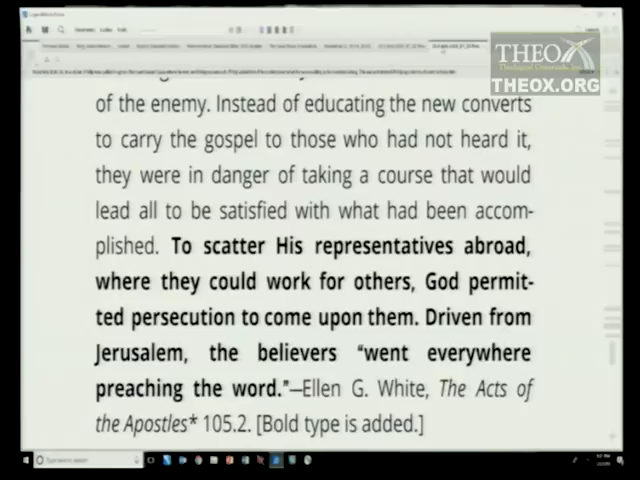 THEOX
THEOX.ORG
of the enemy. Instead of educating the new converts
to carry the gospel to those who had not heard it,
they were in danger of taking a course that would
lead all to be satisfied with what had been accom-
plished. To scatter His representatives abroad,
where they could work for others, God permit-
ted persecution to come upon them. Driven from
Jerusalem, the believers “went everywhere
preaching the word.”—Ellen G. White, The Acts of
the Apostles* 105.2. [Bold type is added.]